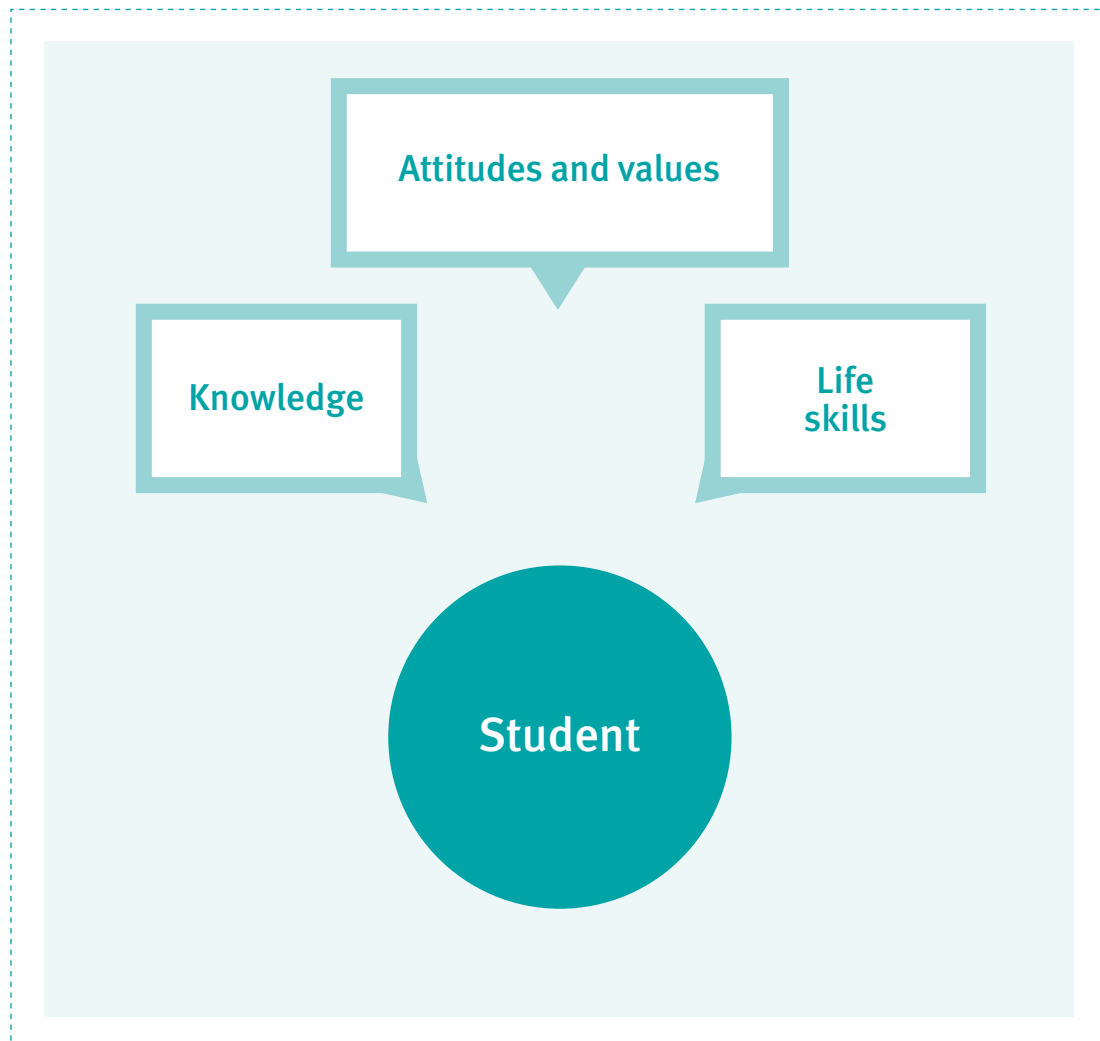 Attitudes and values
Knowledge
Life
skills
Student